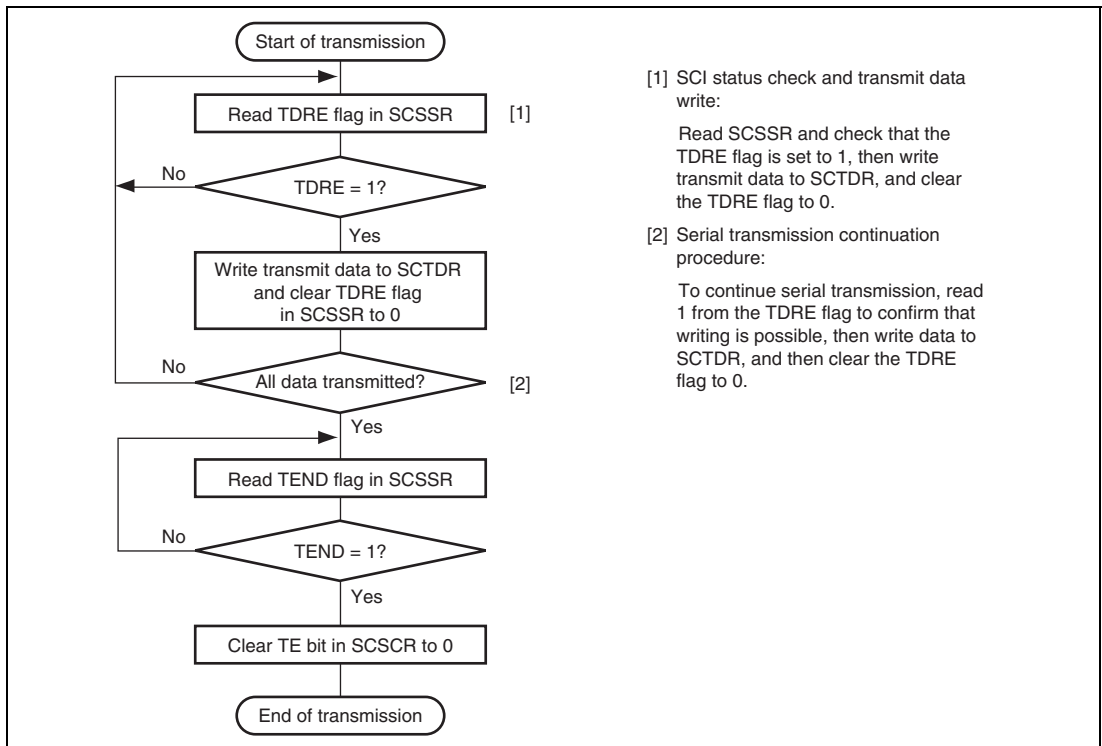 Start of transmission
Read TDRE flag in SCSSR
[1]
No
TDRE = 1?
Yes
Write transmit data to SCTDR
and clear TDRE flag
in SCSSR to 0
No
All data transmitted?
[2]
Yes
Read TEND flag in SCSSR
No
TEND = 1?
Yes
Clear TE bit in SCSCR to 0
End of transmission
[1] SCI status check and transmit data
write:
Read SCSSR and check that the
TDRE flag is set to 1, then write
transmit data to SCTDR, and clear
the TDRE flag to 0.
[2] Serial transmission continuation
procedure:
To continue serial transmission, read
1 from the TDRE flag to confirm that
writing is possible, then write data to
SCTDR, and then clear the TDRE
flag to 0.